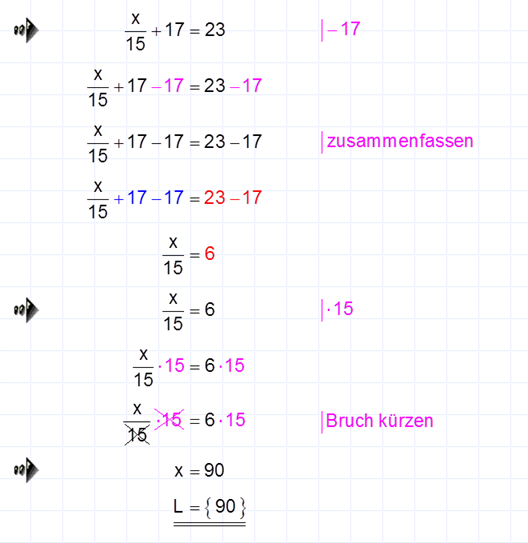 x/15 + 17 = 23 |−17
x/15 + 17 − 17 = 23 − 17
x/15 + 17 − 17 = 23 − 17 |zusammenfassen
x/15 + 17 − 17 = 23 − 17
x/15 = 6
x/15 = 6 |·15
x/15 ·15 = 6 ·15
x/15 ·15 = 6 ·15 |Bruch kürzen
x = 90
L = {90}